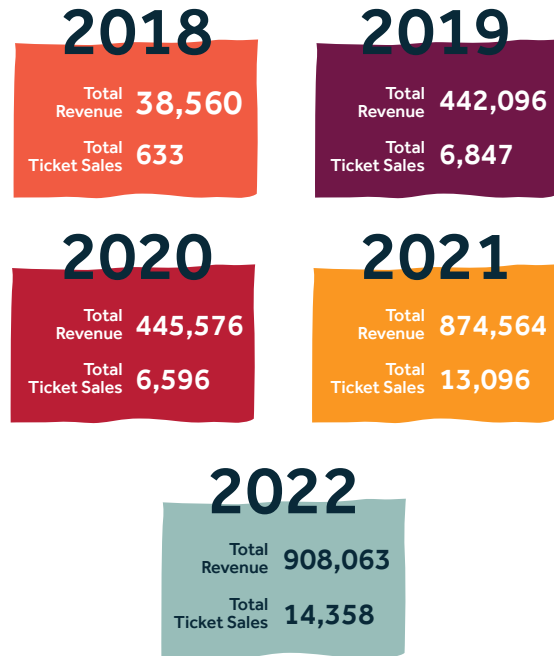 2018
Total
Revenue 38,560
Total
Ticket Sales 633
2019
Total
Revenue 442,096
Total
Ticket Sales 6,847
2020
Total
Revenue 445,576
Total
Ticket Sales 6,596
2021
Total
Revenue 874,564
Total
Ticket Sales 13,096
2022
Total
Revenue 908,063
Total
Ticket Sales 14,358